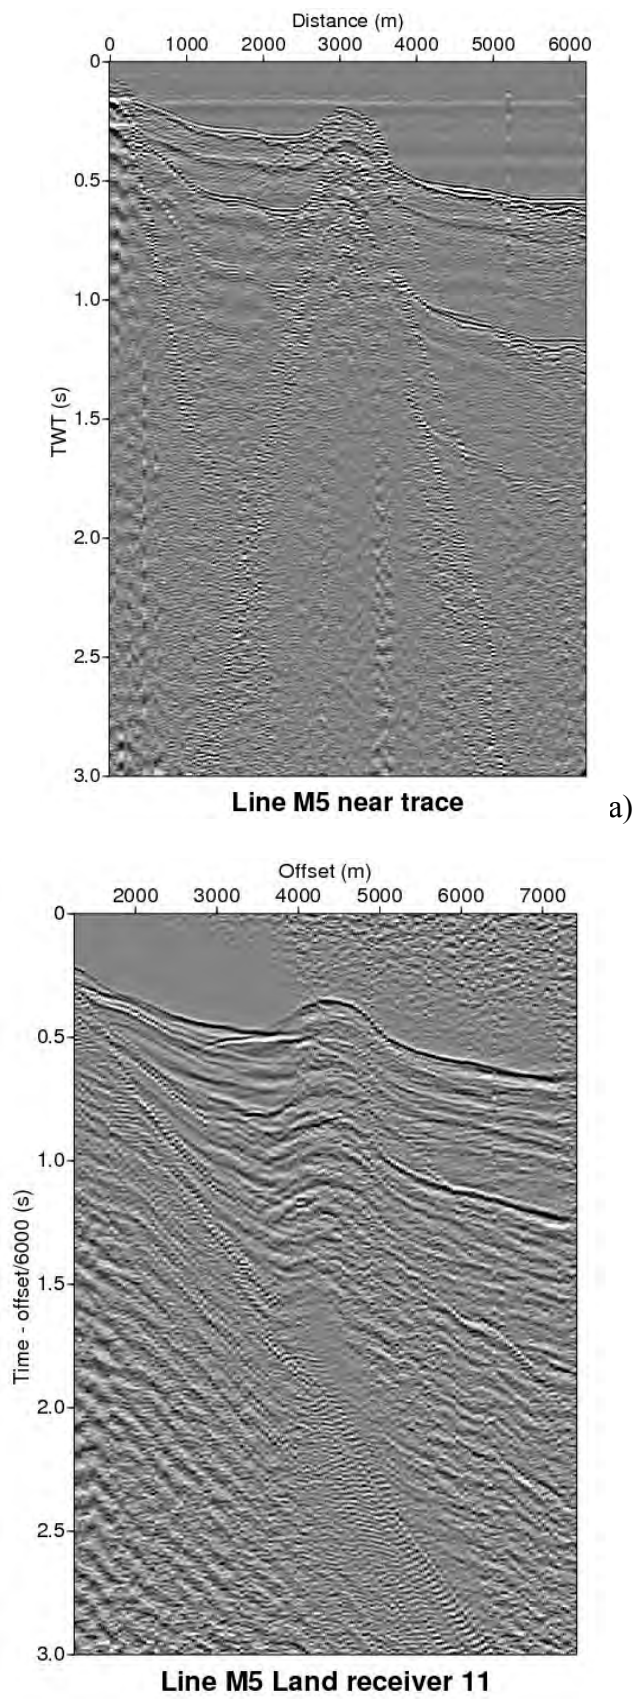 Distance (m)
0 1000 2000 3000 4000 5000 6000
0
0.5
1.0
1.5
2.0
2.5
3.0
TWT (s)
Line M5 near trace
a)
Offset (m)
2000 3000 4000 5000 6000 7000
0
0.5
1.0
1.5
2.0
2.5
3.0
Time - offset/6000 (s)
Line M5 Land receiver 11